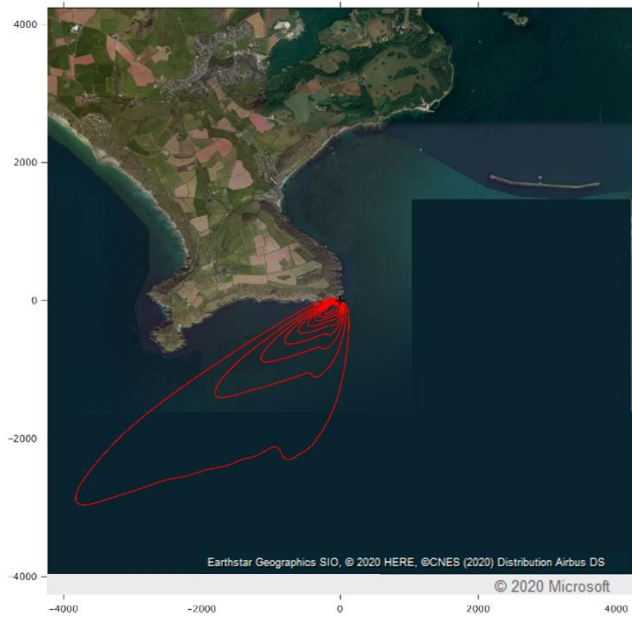 4000
2000
0
−2000
−4000
Earthstar Geographics SIO, © 2020 HERE, ©CNES (2020) Distribution Airbus DS
© 2020 Microsoft
−4000 −2000 0 2000 4000